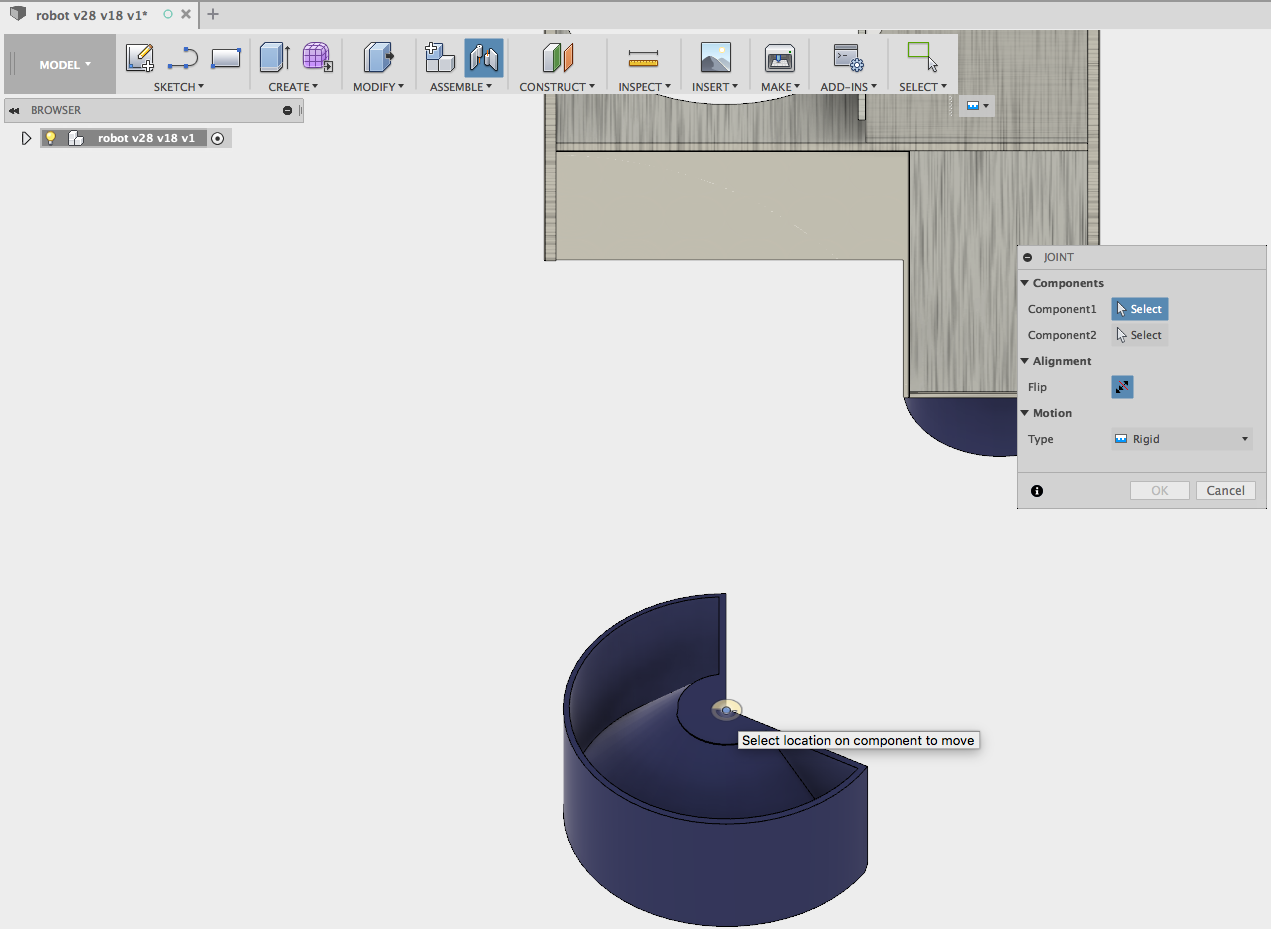 robot v28 v18 v1*
MODEL
SKETCH CREATE MODIFY ASSEMBLE CONSTRUCT INSPECT INSERT MAKE ADD-INS SELECT
BROWSER
robot v28 v18 v1
JOINT
Components
Component1 Select
Component2 Select
Alignment
Flip
Motion
Type Rigid
OK Cancel
Select location on component to move